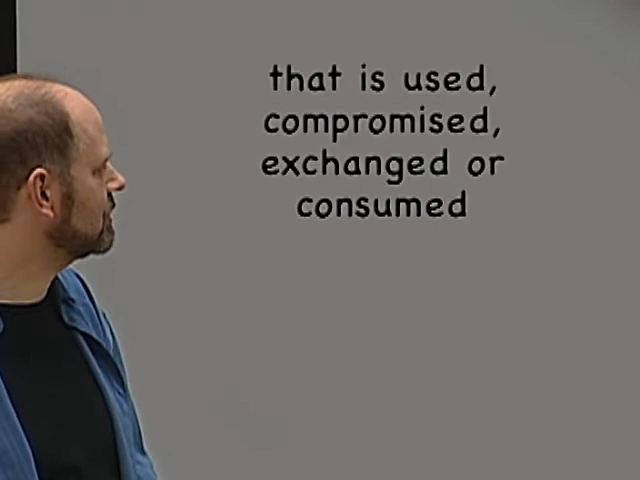 that is used,
compromised,
exchanged or
consumed